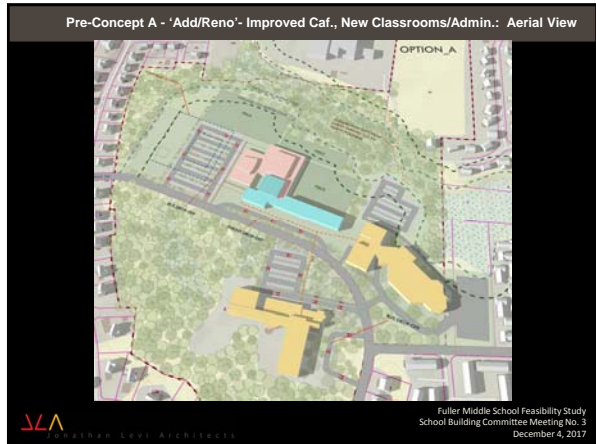 Pre-Concept A - 'Add/Reno'- Improved Caf., New Classrooms/Admin.: Aerial View
OPTION_A
Jonathan Levi Architects
Fuller Middle School Feasibility Study
School Building Committee Meeting No. 3
December 4, 2017